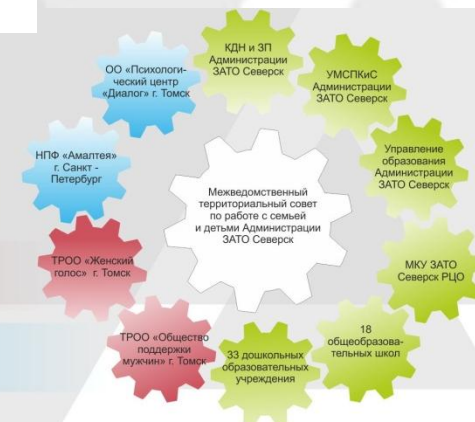 КДН и ЗП
Администрации
ЗАТО Северск
УМСПКиС
Администрации
ЗАТО Северск
Управление
образования
Администрации
ЗАТО Северск
МКУ ЗАТО
Северск РЦО
18
общеобразова-
тельных школ
33 дошкольных
образовательных
учреждения
ТРОО «Общество
поддержки
мужчин» г. Томск
ТРОО «Женский
голос» г. Томск
НПФ «Амалтея»
г. Санкт -
Петербург
ОО «Психологи-
ческий центр
«Диалог» г. Томск
Межведомственный
территориальный совет
по работе с семьей
и детьми Администрации
ЗАТО Северск